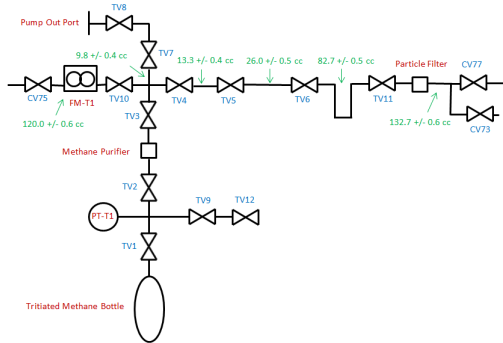 TV8
Pump Out Port
TV7
9.8 +/- 0.4 cc
13.3 +/- 0.4 cc
26.0 +/- 0.5 cc
82.7 +/- 0.5 cc
Particle Filter
CV77
CV75
FM-T1
TV10
TV4
TV5
TV6
TV11
120.0 +/- 0.6 cc
TV3
132.7 +/- 0.6 cc
CV73
Methane Purifier
TV2
PT-T1
TV9
TV12
TV1
Tritiated Methane Bottle